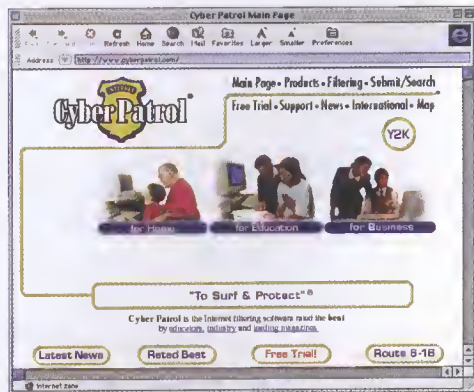 Cyber Patrol Main Page
Refresh Home Search Mail Favorites Larger Smaller Preferences
Address http://www.cyberpatrol.com/
INTERNET
CyberPatrol®
Main Page • Products • Filtering • Submit/Search
Free Trial • Support • News • International • Map
Y2K
for Home
for Education
for Business
"To Surf & Protect"®
Cyber Patrol is the Internet filtering software rated the best
by educators, industry and leading magazines.
Latest News
Rated Best
Free Trial!
Route 6-16
Internet zone